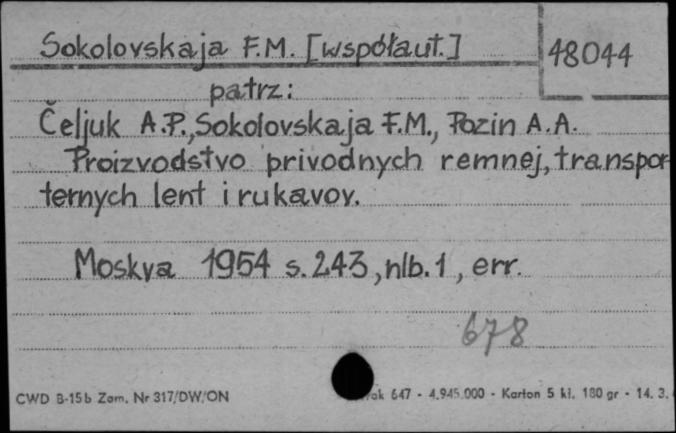 Sokolovskaja F.M. [współaut.]
48044
patrz:
Čeljuk A.P., Sokolovskaja F.M., Pozin A.A.
Proizvodstvo privodnych remnej, transpor-
ternych lent i rukavov.
Moskva 1954 s. 243, nlb. 1, err.
678
CWD B-15b Zam. Nr 317/DW/ON
647 - 4.945.000 - Karton 5 kl. 180 gr - 14. 3.